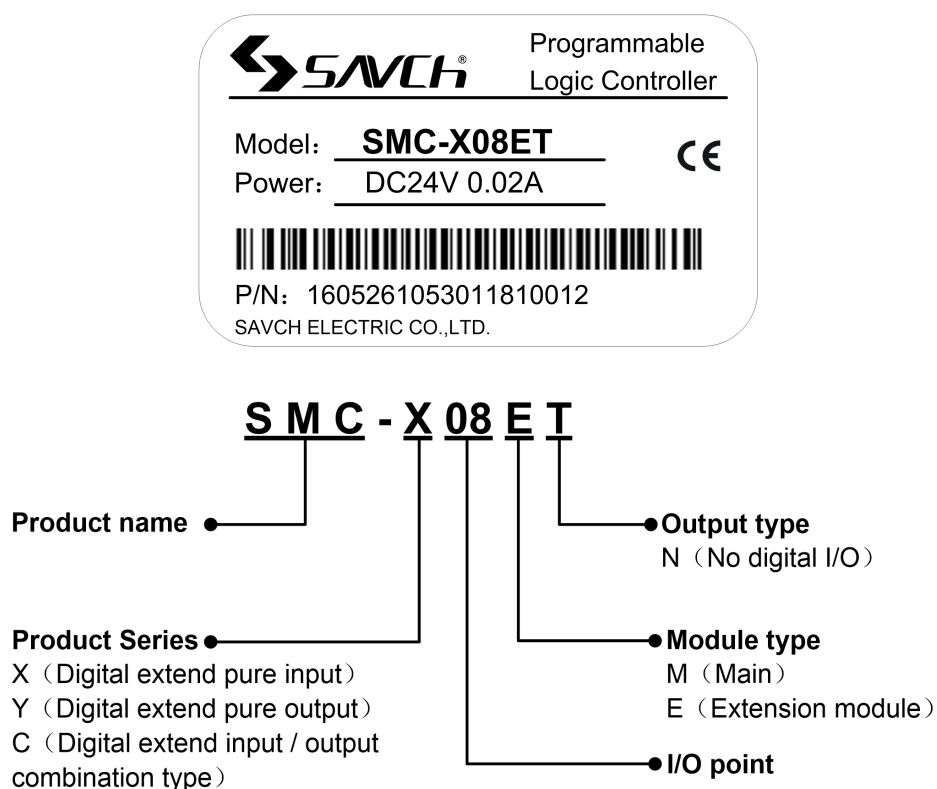 SAVCH® Programmable
Logic Controller
Model: SMC-X08ET
CE
Power: DC24V 0.02A
P/N: 1605261053011810012
SAVCH ELECTRIC CO.,LTD.
SMC-X08ET
Product name
Output type
N（No digital I/O）
Product Series
X（Digital extend pure input）
Y（Digital extend pure output）
C（Digital extend input / output
combination type）
Module type
M（Main）
E（Extension module）
I/O point